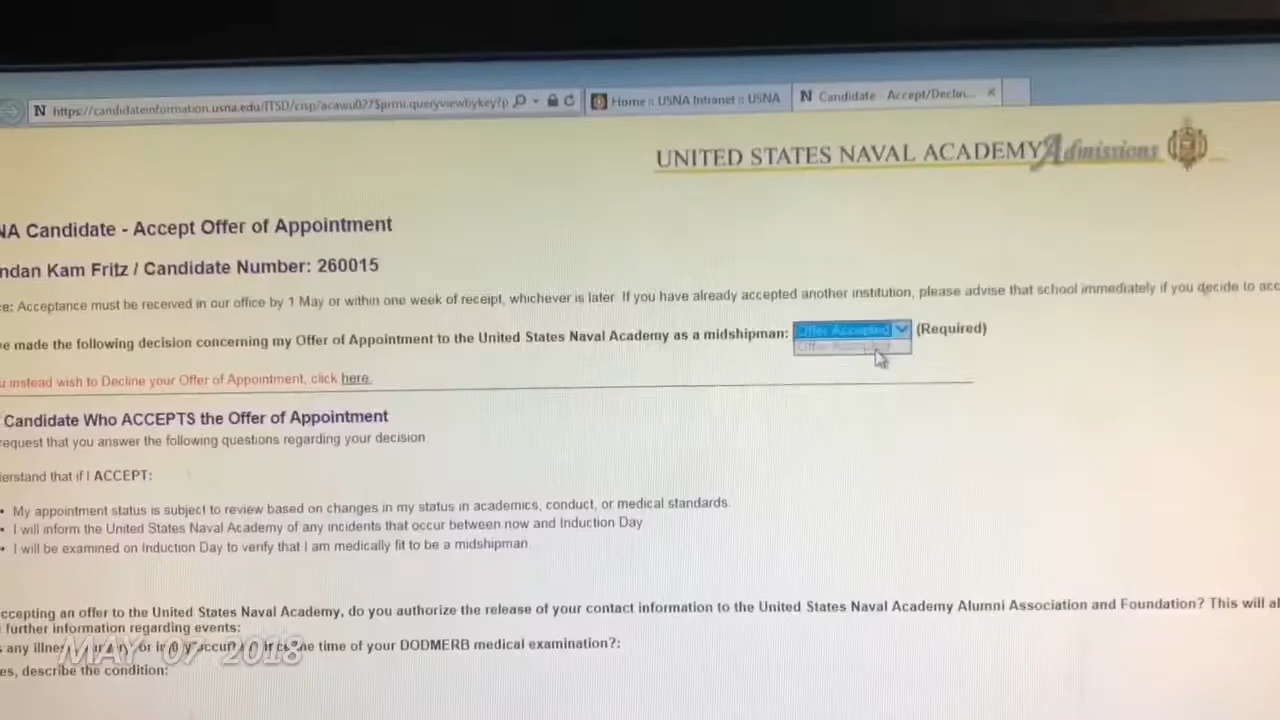 N https://candidateinformation.usna.edu/ITSD/cisp/acawu027$prmi.queryviewbykey?p
Home :: USNA Intranet :: USNA
N Candidate - Accept/Declin...
UNITED STATES NAVAL ACADEMY Admissions
NA Candidate - Accept Offer of Appointment
ndan Kam Fritz / Candidate Number: 260015
ce: Acceptance must be received in our office by 1 May or within one week of receipt, whichever is later. If you have already accepted another institution, please advise that school immediately if you decide to acc
e made the following decision concerning my Offer of Appointment to the United States Naval Academy as a midshipman: Offer Accepted (Required)
Offer
u instead wish to Decline your Offer of Appointment, click here.
Candidate Who ACCEPTS the Offer of Appointment
request that you answer the following questions regarding your decision
erstand that if I ACCEPT:
• My appointment status is subject to review based on changes in my status in academics, conduct, or medical standards.
• I will inform the United States Naval Academy of any incidents that occur between now and Induction Day
• I will be examined on Induction Day to verify that I am medically fit to be a midshipman
ccepting an offer to the United States Naval Academy, do you authorize the release of your contact information to the United States Naval Academy Alumni Association and Foundation? This will al
further information regarding events:
s any illness, or occurred since the time of your DODMERB medical examination?:
MAY 07 2018
es, describe the condition: